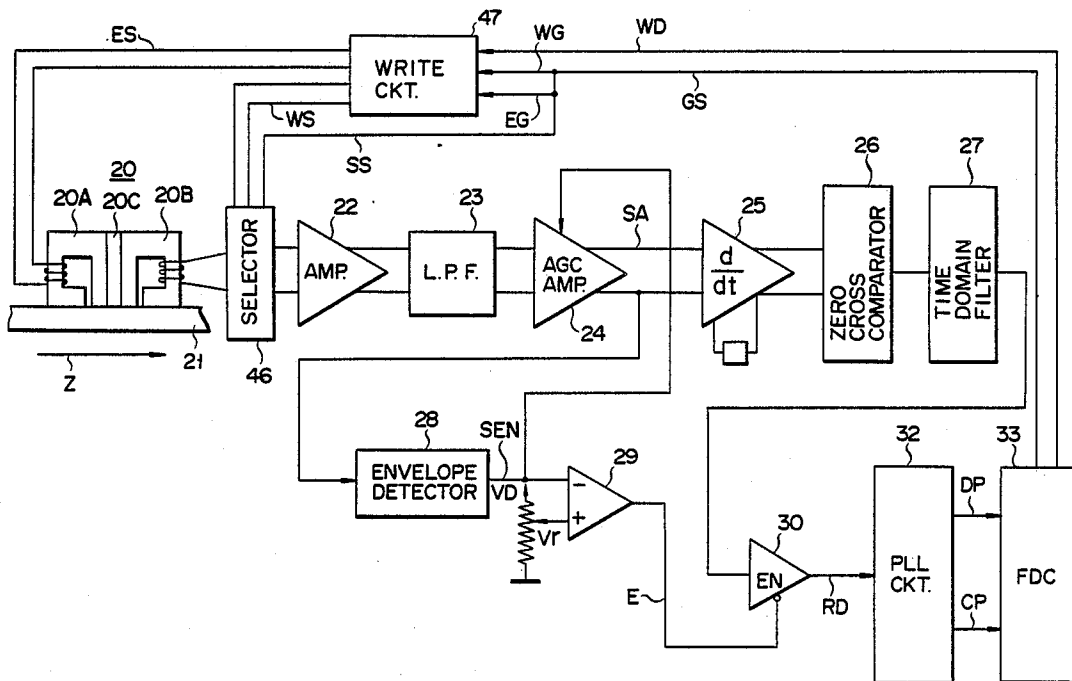 47
ES
WG
WD
WRITE
CKT.
GS
WS
EG
SS
26
27
20
20A
20C
20B
22
23
SA
25
SELECTOR
AMP.
L.P.F.
AGC
AMP.
d
dt
ZERO
CROSS
COMPARATOR
TIME
DOMAIN
FILTER
24
21
Z
46
28
SEN
29
32
33
ENVELOPE
DETECTOR
VD
−
+
Vr
30
DP
EN
PLL
CKT.
FDC
E
RD
CP